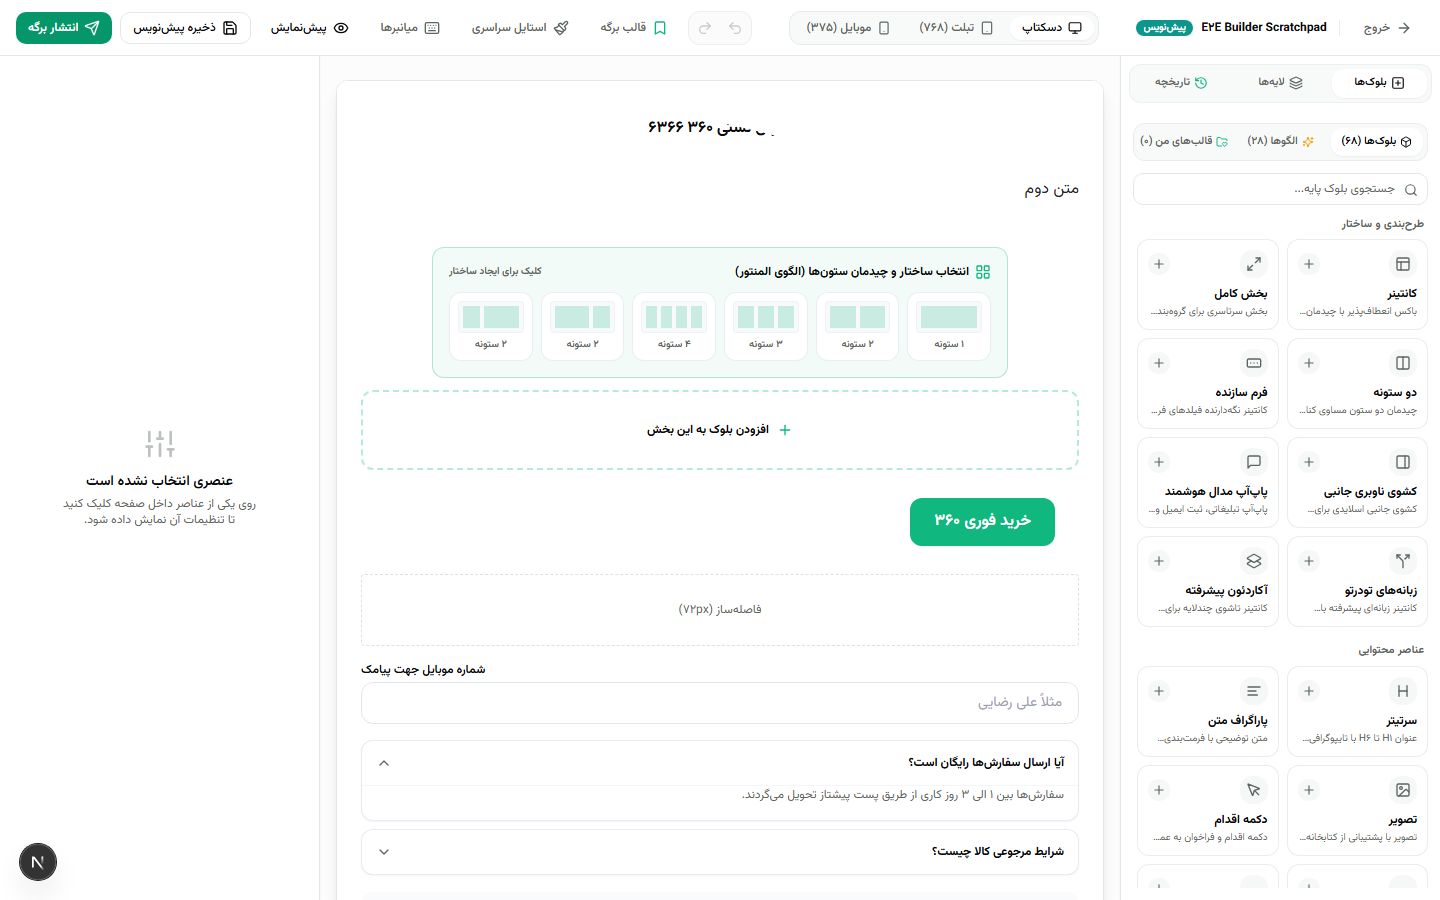 خروج
E۲E Builder Scratchpad
پیش‌نویس
دسکتاپ
تبلت (۷۶۸)
موبایل (۳۷۵)
قالب برگه
استایل سراسری
میانبرها
پیش‌نمایش
ذخیره پیش‌نویس
انتشار برگه
بلوک‌ها
لایه‌ها
تاریخچه
بلوک‌ها (۶۸)
الگوها (۲۸)
قالب‌های من (۰)
جستجوی بلوک پایه...
طرح‌بندی و ساختار
کانتینر
باکس انعطاف‌پذیر با چیدمان...
بخش کامل
بخش سرتاسری برای گروه‌بند...
دو ستونه
چیدمان دو ستون مساوی کنا...
فرم سازنده
کانتینر نگه‌دارنده فیلدهای فر...
کشوی ناوبری جانبی
کشوی جانبی اسلایدی برای...
پاپ‌آپ مدال هوشمند
پاپ‌آپ تبلیغاتی، ثبت ایمیل و...
زبانه‌های تودرتو
کانتینر زبانه‌ای پیشرفته با...
آکاردئون پیشرفته
کانتینر تاشوی چندلایه برای...
عناصر محتوایی
سرتیتر
عنوان H۱ تا H۶ با تایپوگرافی...
پاراگراف متن
متن توضیحی با فرمت‌بندی...
تصویر
تصویر با پشتیبانی از کتابخانه...
دکمه اقدام
دکمه اقدام و فراخوان به عمـ...
۳۶۰ ۶۳۶۶
متن دوم
انتخاب ساختار و چیدمان ستون‌ها (الگوی المنتور)
کلیک برای ایجاد ساختار
۱ ستونه
۲ ستونه
۳ ستونه
۴ ستونه
۲ ستونه
۲ ستونه
افزودن بلوک به این بخش
خرید فوری ۳۶۰
فاصله‌ساز (۷۲px)
شماره موبایل جهت پیامک
مثلاً علی رضایی
آیا ارسال سفارش‌ها رایگان است؟
سفارش‌ها بین ۱ الی ۳ روز کاری از طریق پست پیشتاز تحویل می‌گردند.
شرایط مرجوعی کالا چیست؟
عنصری انتخاب نشده است
روی یکی از عناصر داخل صفحه کلیک کنید
تا تنظیمات آن نمایش داده شود.
N